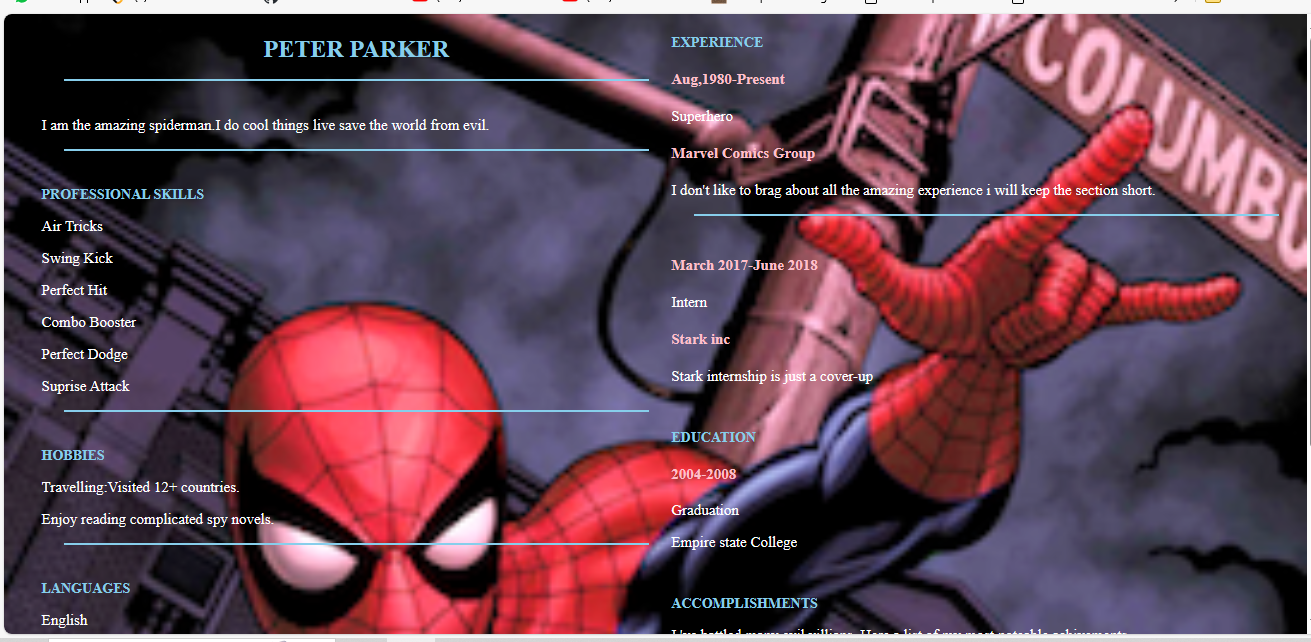 PETER PARKER
I am the amazing spiderman.I do cool things live save the world from evil.
PROFESSIONAL SKILLS
Air Tricks
Swing Kick
Perfect Hit
Combo Booster
Perfect Dodge
Suprise Attack
HOBBIES
Travelling:Visited 12+ countries.
Enjoy reading complicated spy novels.
LANGUAGES
English
EXPERIENCE
Aug,1980-Present
Superhero
Marvel Comics Group
I don't like to brag about all the amazing experience i will keep the section short.
March 2017-June 2018
Intern
Stark inc
Stark internship is just a cover-up
EDUCATION
2004-2008
Graduation
Empire state College
ACCOMPLISHMENTS
COLUMBU